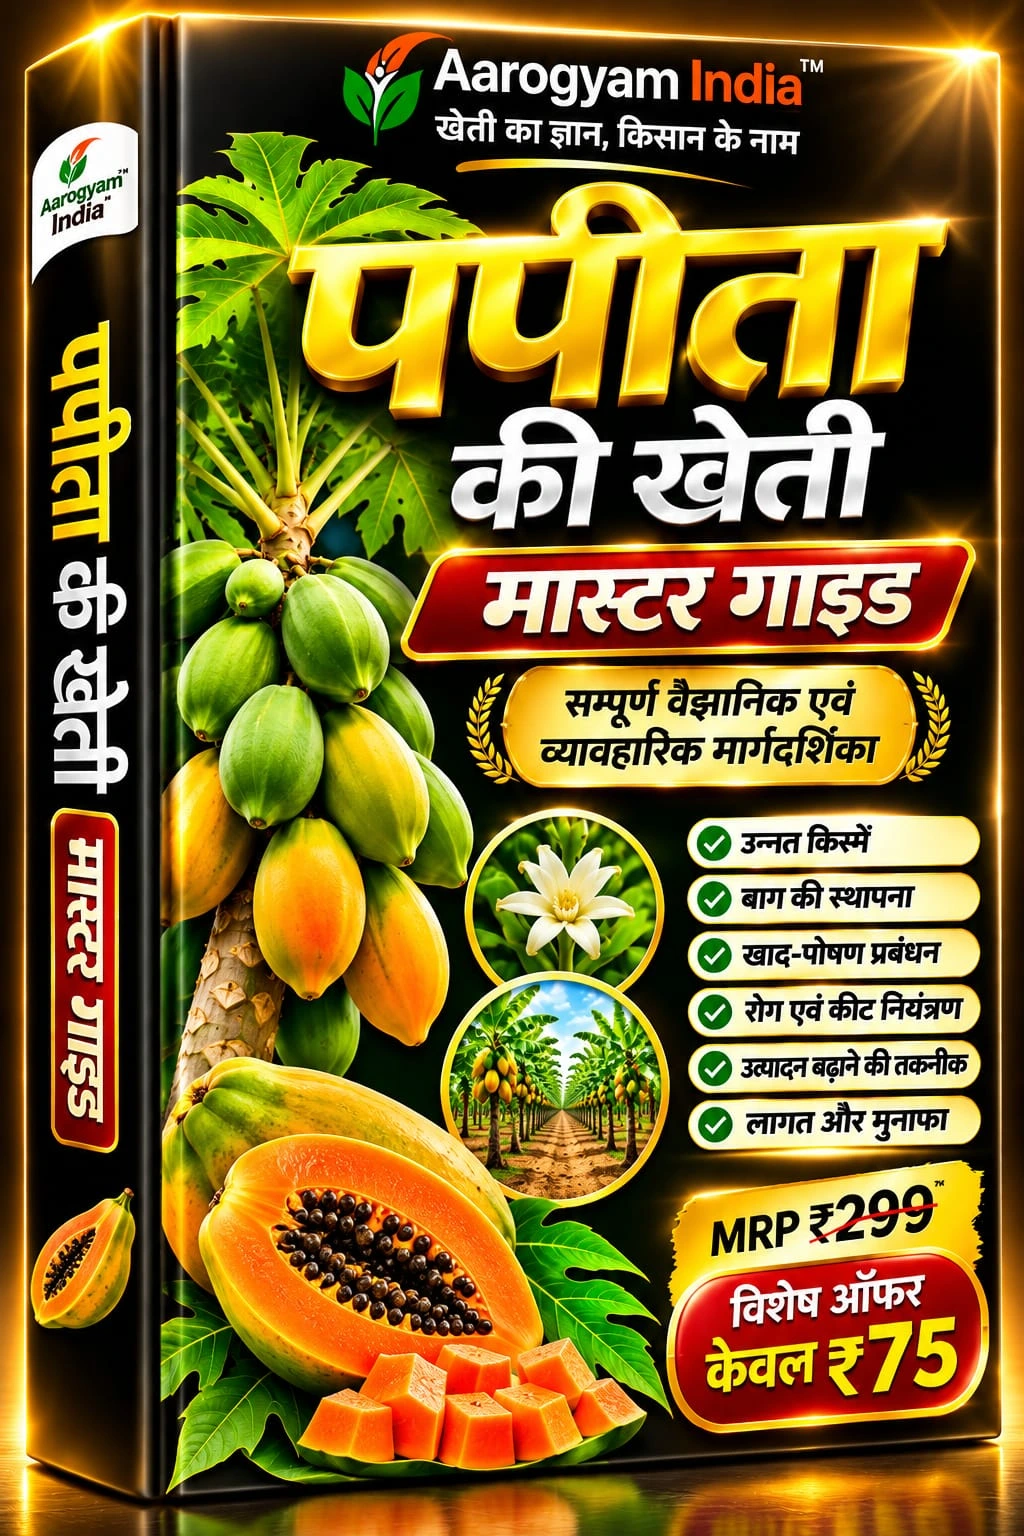 Aarogyam India™
खेती का ज्ञान, किसान के नाम
पपीता
की खेती
मास्टर गाइड
सम्पूर्ण वैज्ञानिक एवं
व्यावहारिक मार्गदर्शिका
उन्नत किस्में
बाग की स्थापना
खाद-पोषण प्रबंधन
रोग एवं कीट नियंत्रण
उत्पादन बढ़ाने की तकनीक
लागत और मुनाफा
MRP ₹299™
विशेष ऑफर
केवल ₹75
Aarogyam™
India™
पपीता की खेती
मास्टर गाइड